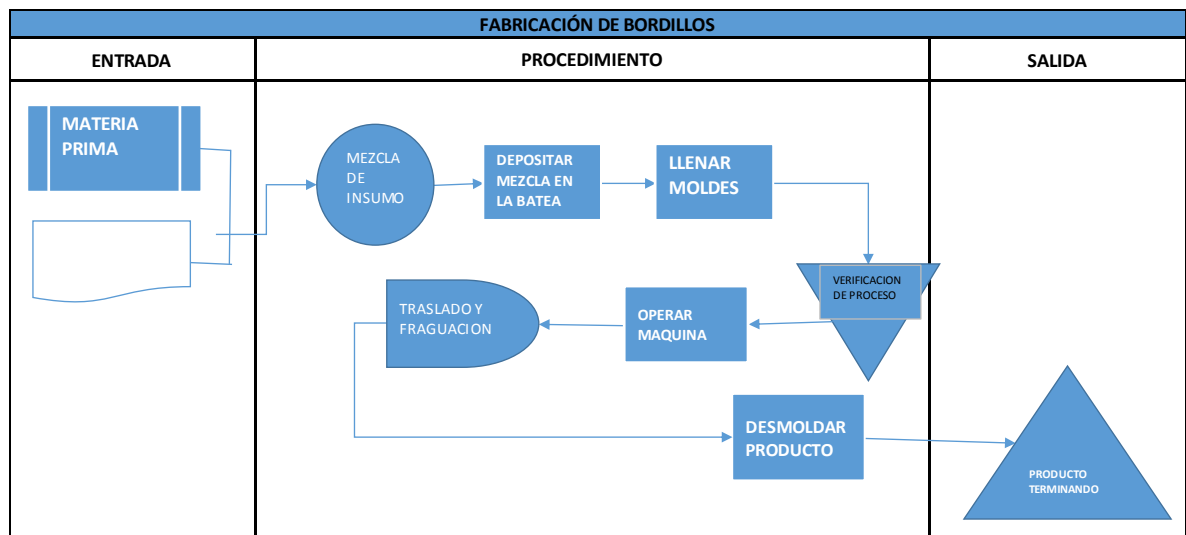 FABRICACIÓN DE BORDILLOS
ENTRADA
PROCEDIMIENTO
SALIDA
MATERIA
PRIMA
MEZCLA
DE
INSUMO
DEPOSITAR
MEZCLA EN
LA BATEA
LLENAR
MOLDES
VERIFICACION
DE PROCESO
OPERAR
MAQUINA
TRASLADO Y
FRAGUACION
DESMOLDAR
PRODUCTO
PRODUCTO
TERMINANDO